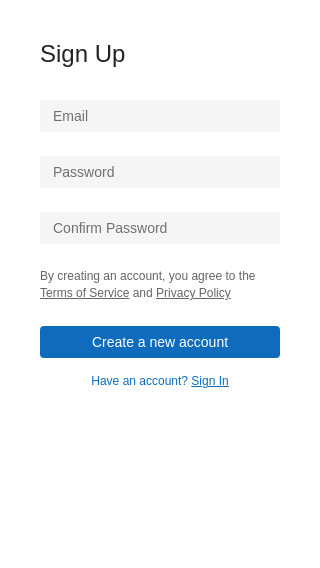 Sign Up
Email
Password
Confirm Password
By creating an account, you agree to the
Terms of Service and Privacy Policy
Create a new account
Have an account? Sign In